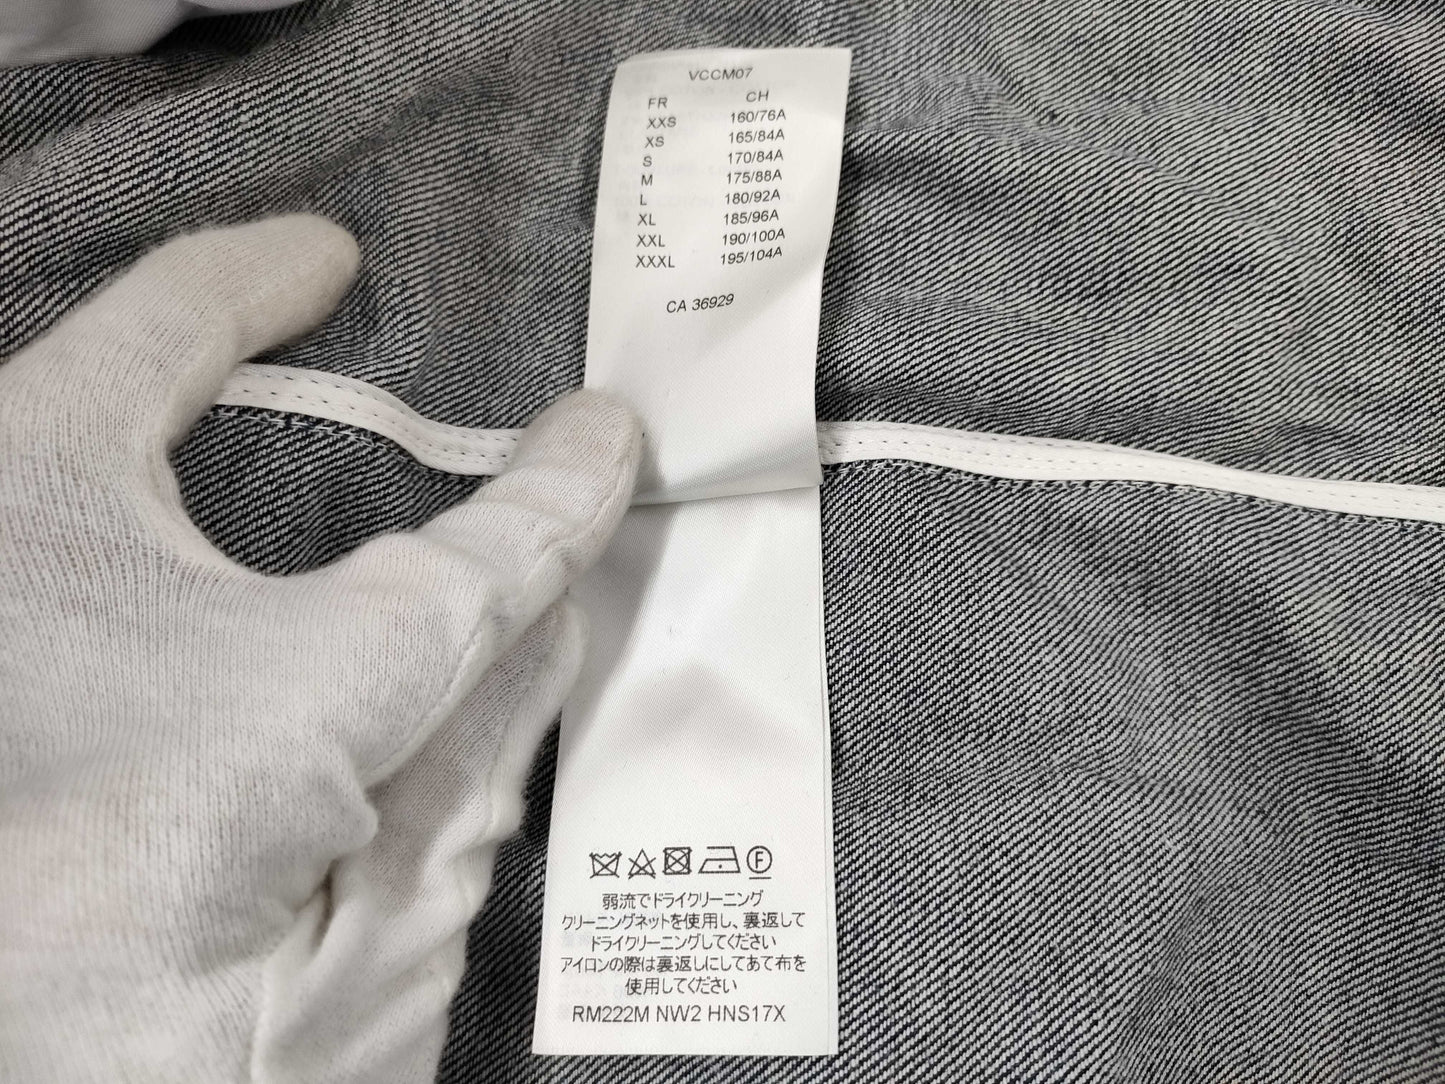 VCCM07
FR CH
XXS 160/76A
XS 165/84A
S 170/84A
M 175/88A
L 180/92A
XL 185/96A
XXL 190/100A
XXXL 195/104A
CA 36929
F
弱流でドライクリーニング
クリーニングネットを使用し、裏返して
ドライクリーニングしてください
アイロンの際は裏返しにしてあて布を
使用してください
RM222M NW2 HNS17X